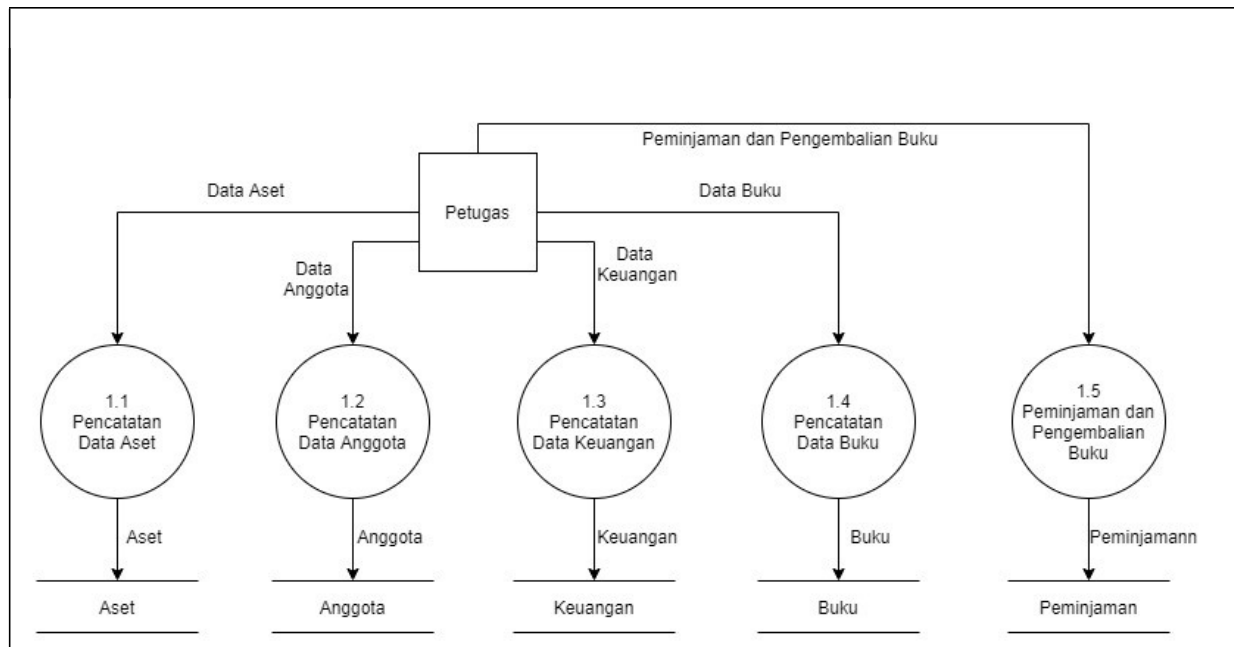 Peminjaman dan Pengembalian Buku
Data Aset
Petugas
Data Buku
Data
Anggota
Data
Keuangan
1.1
Pencatatan
Data Aset
1.2
Pencatatan
Data Anggota
1.3
Pencatatan
Data Keuangan
1.4
Pencatatan
Data Buku
1.5
Peminjaman dan
Pengembalian
Buku
Aset
Anggota
Keuangan
Buku
Peminjamann
Aset
Anggota
Keuangan
Buku
Peminjaman